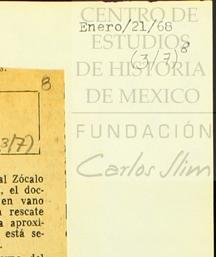 CENTRO DE
Enero/21/68
ESTUDIOS
(3/7)8
DE HISTORIA
DE MEXICO
FUNDACIÓN
Carlos Slim
s.
8
3/7)
al Zócalo
, el doc-
en vano
rescate
a aproxi-
está se-